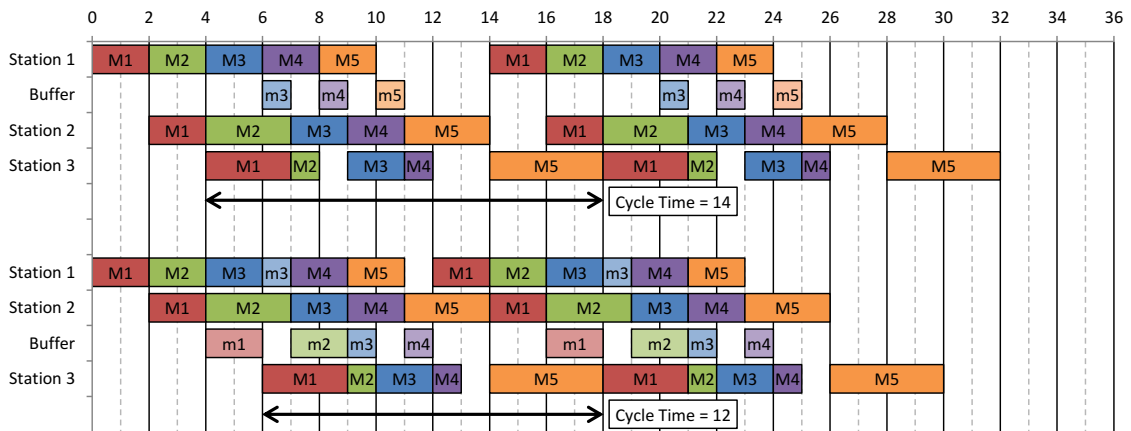 0 2 4 6 8 10 12 14 16 18 20 22 24 26 28 30 32 34 36
Station 1 M1 M2 M3 M4 M5 M1 M2 M3 M4 M5
Buffer m3 m4 m5 m3 m4 m5
Station 2 M1 M2 M3 M4 M5 M1 M2 M3 M4 M5
Station 3 M1 M2 M3 M4 M5 M1 M2 M3 M4 M5
Cycle Time = 14
Station 1 M1 M2 M3 m3 M4 M5 M1 M2 M3 m3 M4 M5
Station 2 M1 M2 M3 M4 M5 M1 M2 M3 M4 M5
Buffer m1 m2 m3 m4 m1 m2 m3 m4
Station 3 M1 M2 M3 M4 M5 M1 M2 M3 M4 M5
Cycle Time = 12